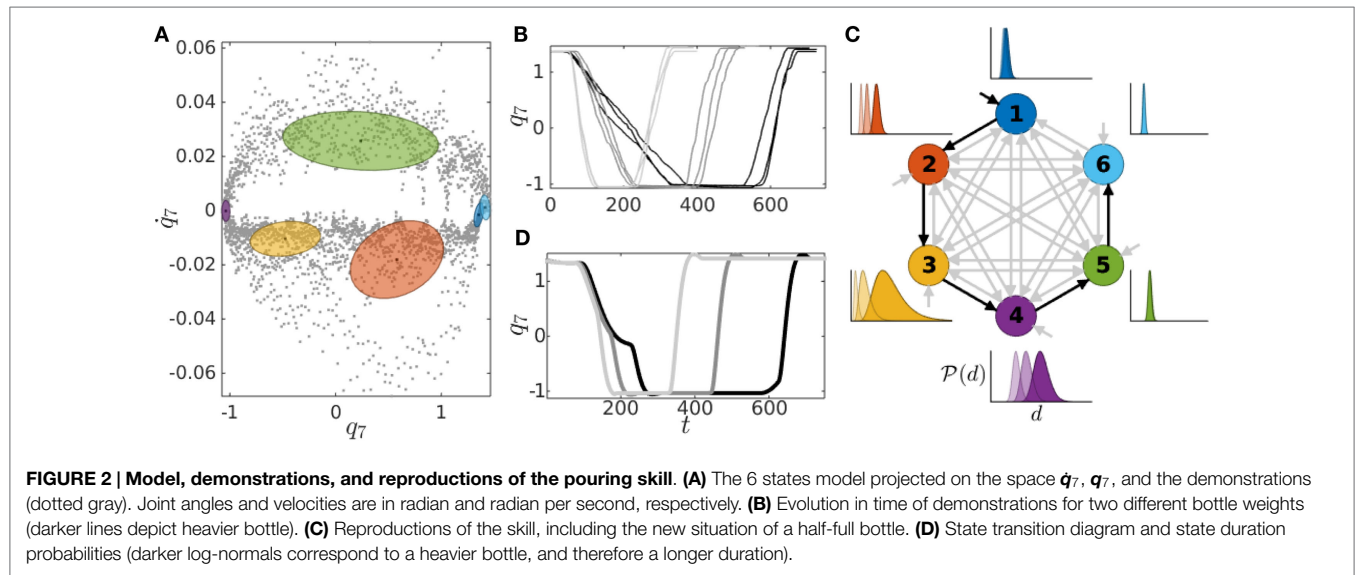 A
B
C
0.06
0.04
0.02
0
-0.02
-0.04
-0.06
q̇₇
-1
0
1
q₇
1
0
-1
q₇
0
200
400
600
D
1
0
-1
q₇
200
400
600
t
1
2
3
4
5
6
P(d)
d
FIGURE 2 | Model, demonstrations, and reproductions of the pouring skill. (A) The 6 states model projected on the space q̇₇, q₇, and the demonstrations
(dotted gray). Joint angles and velocities are in radian and radian per second, respectively. (B) Evolution in time of demonstrations for two different bottle weights
(darker lines depict heavier bottle). (C) Reproductions of the skill, including the new situation of a half-full bottle. (D) State transition diagram and state duration
probabilities (darker log-normals correspond to a heavier bottle, and therefore a longer duration).